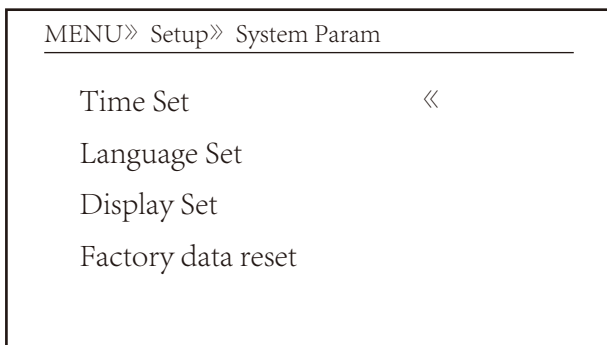 MENU》 Setup》 System Param
Time Set 《
Language Set
Display Set
Factory data reset